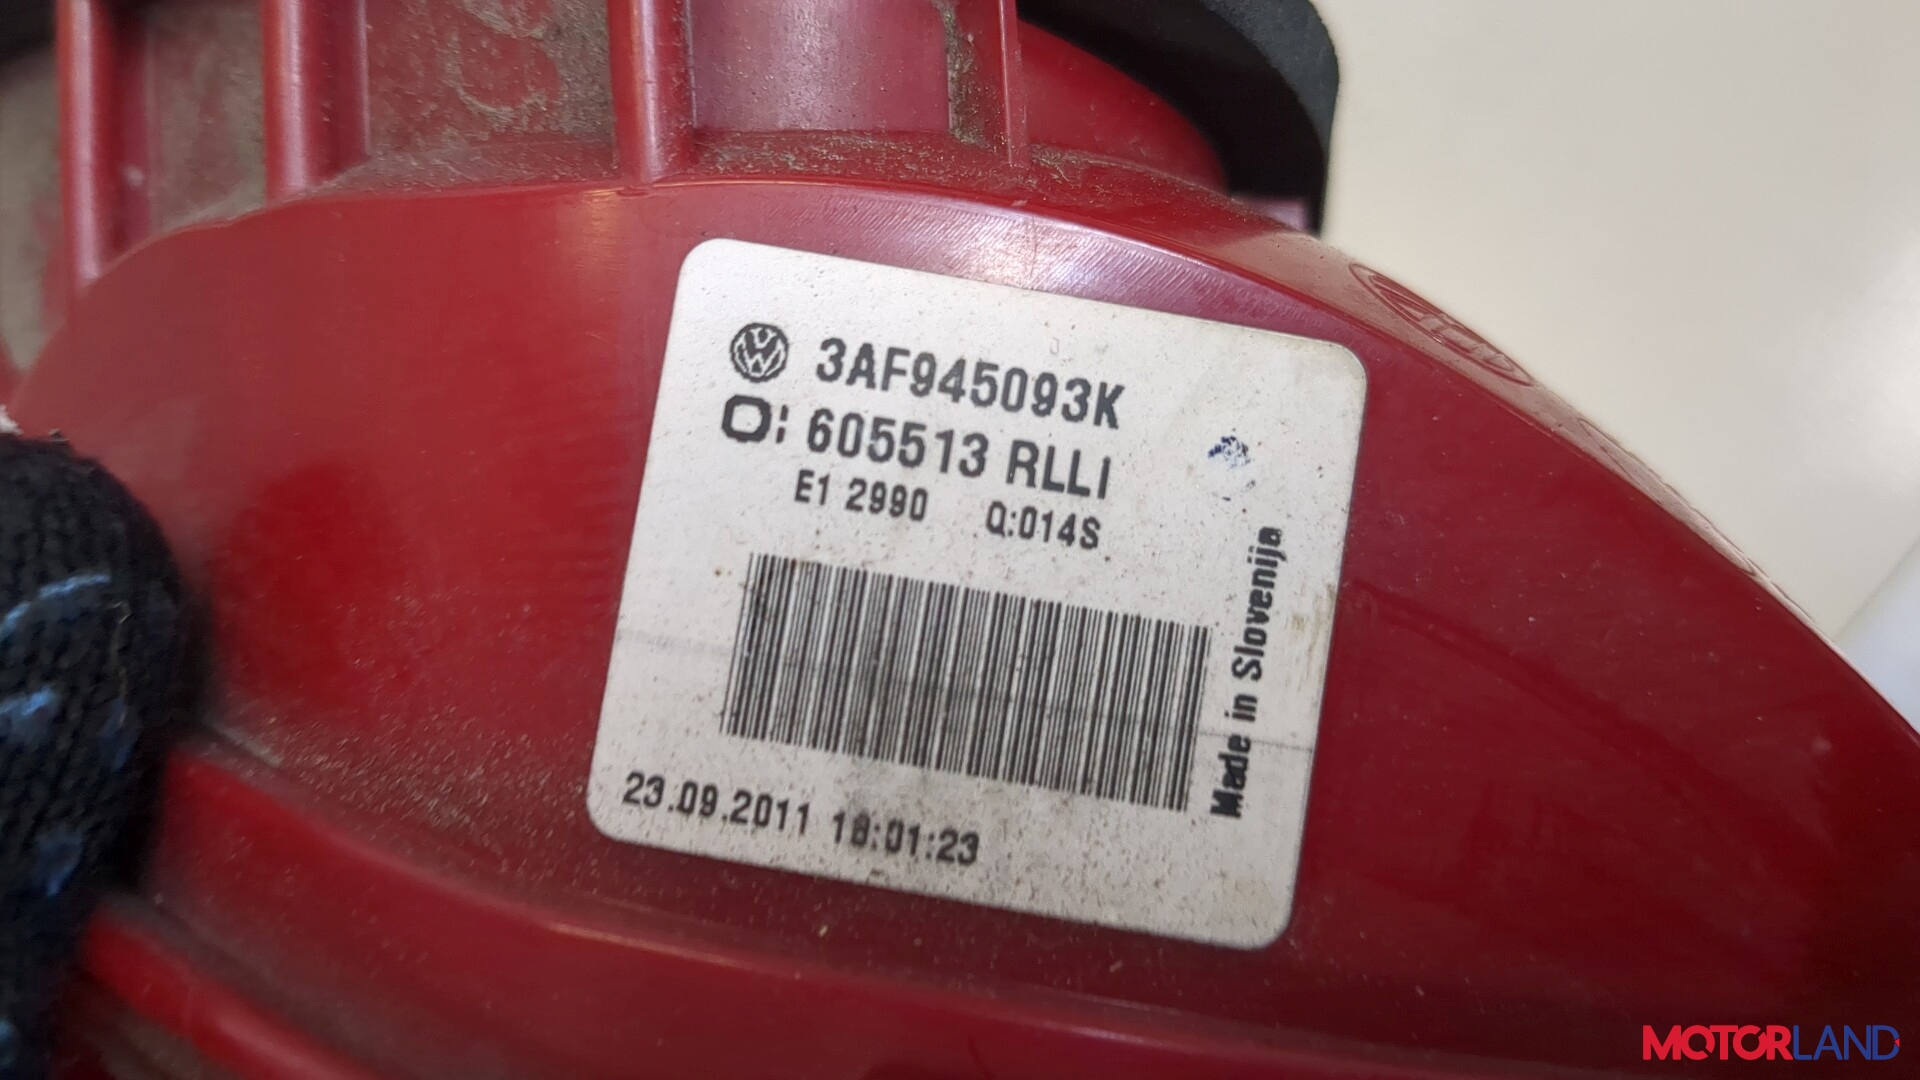 3AF945093K
O: 605513 RLLI
E1 2990 Q:014S
Made in Slovenija
23.09.2011 18:01:23
MOTORLAND